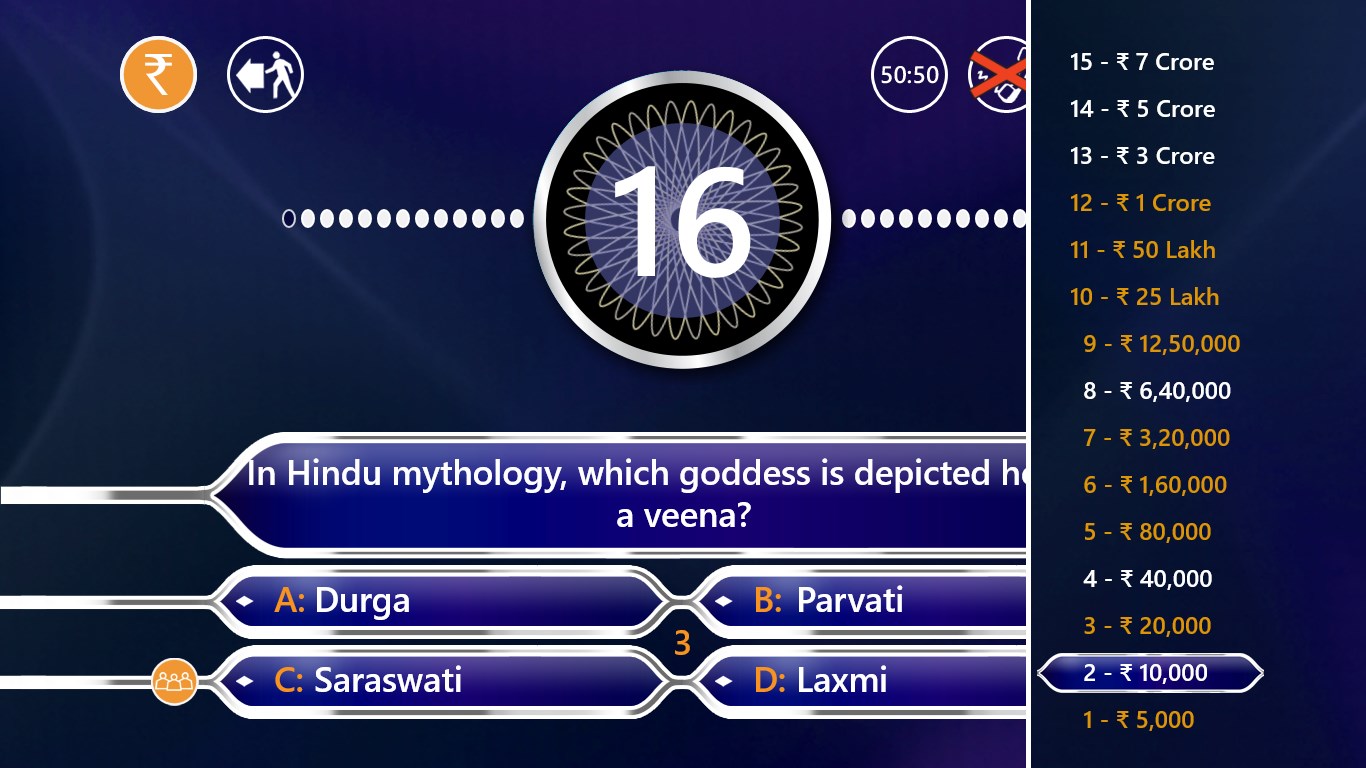 ₹
50:50
16
In Hindu mythology, which goddess is depicted
a veena?
A: Durga
B: Parvati
3
C: Saraswati
D: Laxmi
15 - ₹ 7 Crore
14 - ₹ 5 Crore
13 - ₹ 3 Crore
12 - ₹ 1 Crore
11 - ₹ 50 Lakh
10 - ₹ 25 Lakh
9 - ₹ 12,50,000
8 - ₹ 6,40,000
7 - ₹ 3,20,000
6 - ₹ 1,60,000
5 - ₹ 80,000
4 - ₹ 40,000
3 - ₹ 20,000
2 - ₹ 10,000
1 - ₹ 5,000